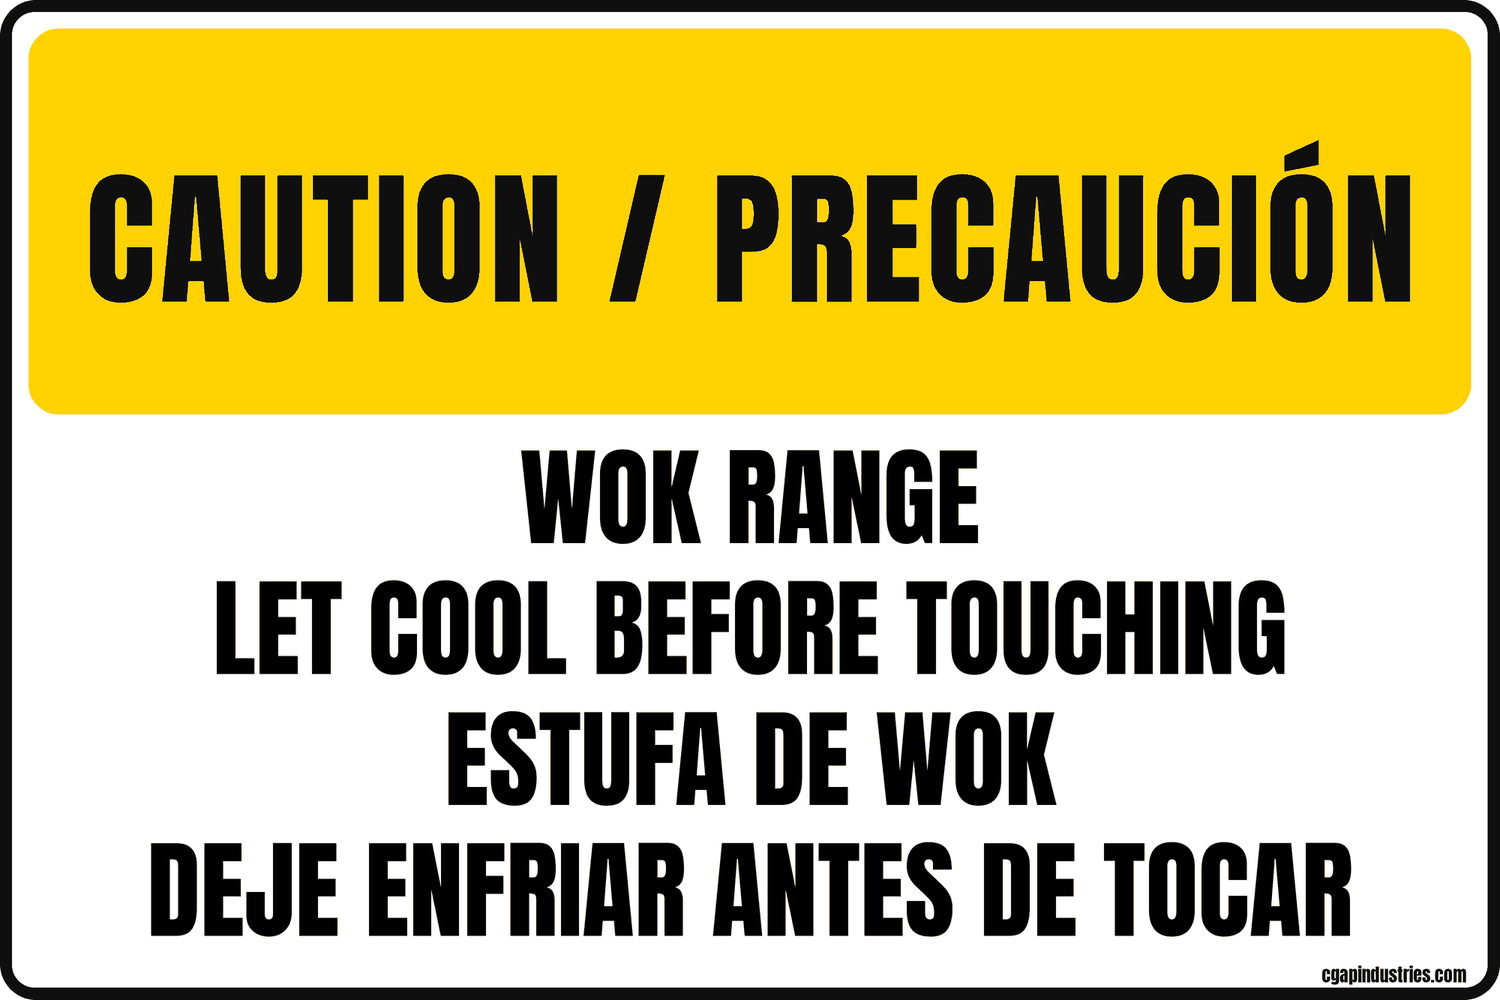 CAUTION / PRECAUCIÓN
WOK RANGE
LET COOL BEFORE TOUCHING
ESTUFA DE WOK
DEJE ENFRIAR ANTES DE TOCAR
cgapindustries.com